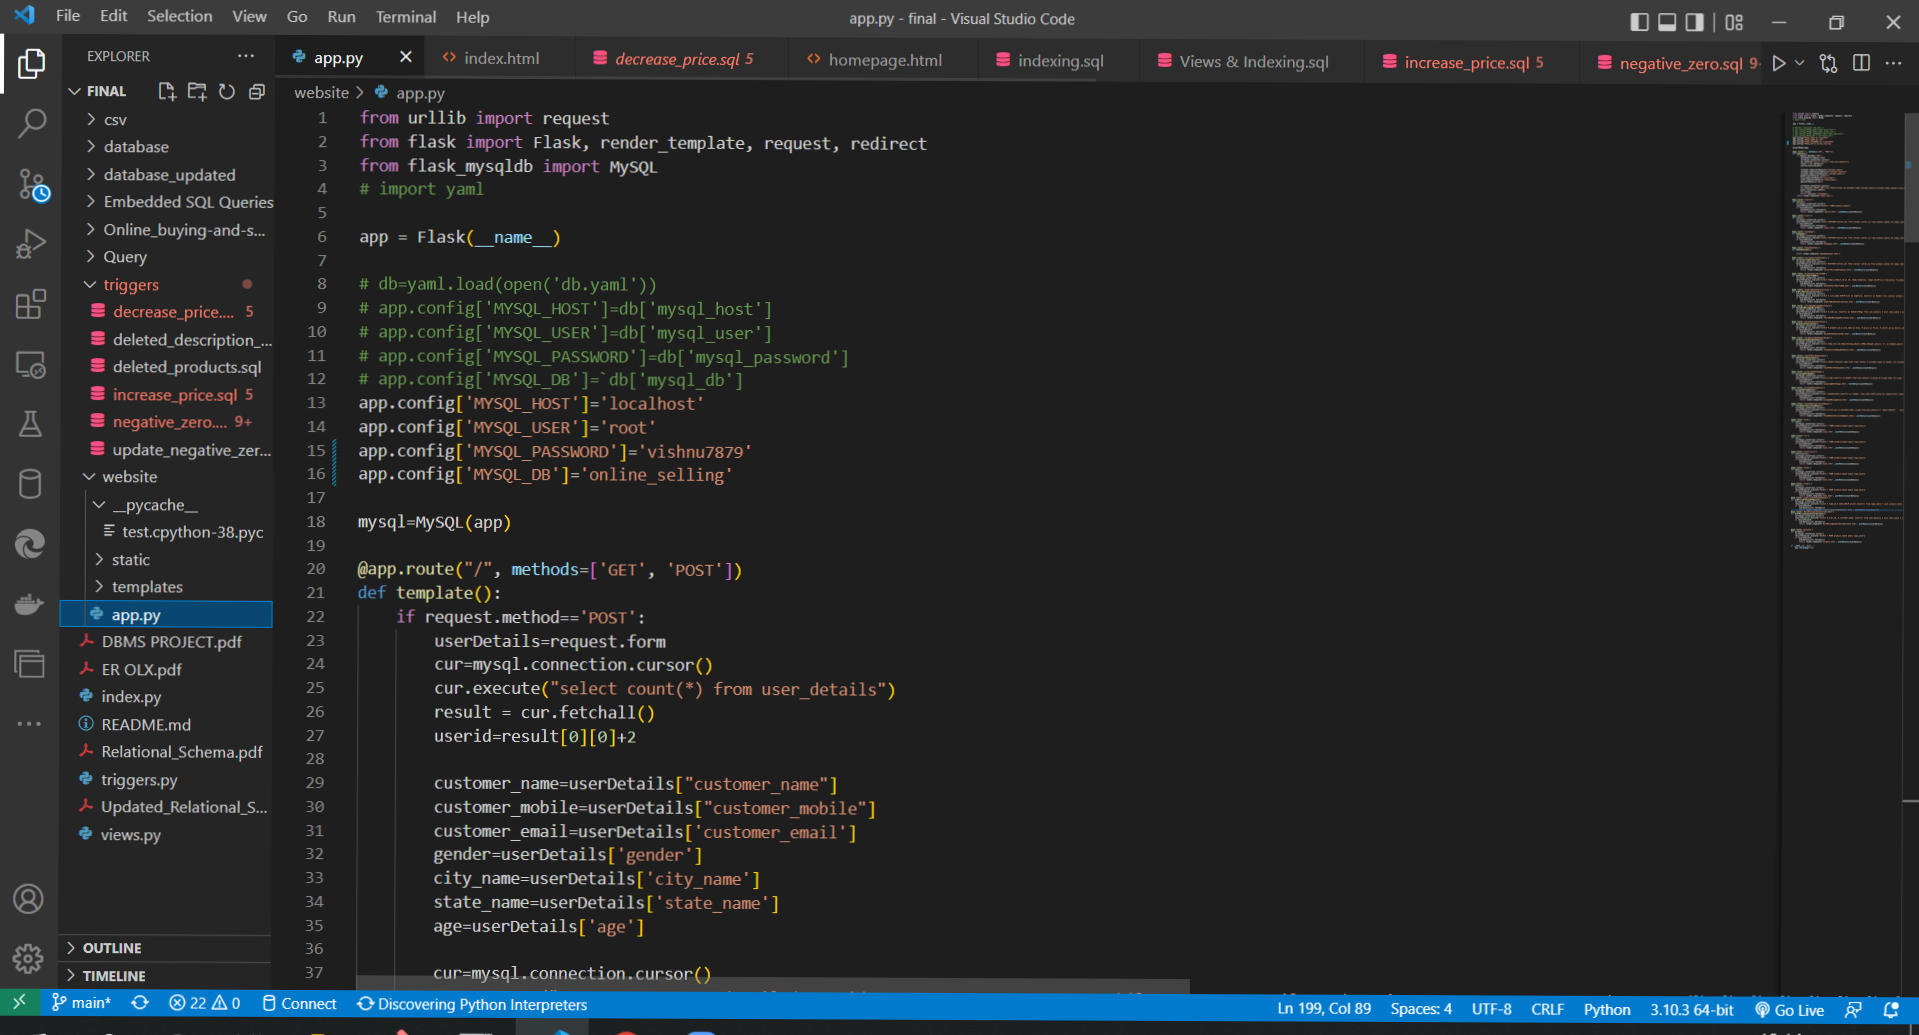 File Edit Selection View Go Run Terminal Help
app.py - final - Visual Studio Code
EXPLORER
app.py
index.html
decrease_price.sql 5
homepage.html
indexing.sql
Views & Indexing.sql
increase_price.sql 5
negative_zero.sql 9+
FINAL
csv
database
database_updated
Embedded SQL Queries
Online_buying-and-s...
Query
triggers
decrease_price.... 5
deleted_description_...
deleted_products.sql
increase_price.sql 5
negative_zero.... 9+
update_negative_zer...
website
__pycache__
test.cpython-38.pyc
static
templates
app.py
DBMS PROJECT.pdf
ER OLX.pdf
index.py
README.md
Relational_Schema.pdf
triggers.py
Updated_Relational_S...
views.py
OUTLINE
TIMELINE
website > app.py
1 from urllib import request
2 from flask import Flask, render_template, request, redirect
3 from flask_mysqldb import MySQL
4 # import yaml
5
6 app = Flask(__name__)
7
8 # db=yaml.load(open('db.yaml'))
9 # app.config['MYSQL_HOST']=db['mysql_host']
10 # app.config['MYSQL_USER']=db['mysql_user']
11 # app.config['MYSQL_PASSWORD']=db['mysql_password']
12 # app.config['MYSQL_DB']=`db['mysql_db']
13 app.config['MYSQL_HOST']='localhost'
14 app.config['MYSQL_USER']='root'
15 app.config['MYSQL_PASSWORD']='vishnu7879'
16 app.config['MYSQL_DB']='online_selling'
17
18 mysql=MySQL(app)
19
20 @app.route("/", methods=['GET', 'POST'])
21 def template():
22 if request.method=='POST':
23 userDetails=request.form
24 cur=mysql.connection.cursor()
25 cur.execute("select count(*) from user_details")
26 result = cur.fetchall()
27 userid=result[0][0]+2
28
29 customer_name=userDetails["customer_name"]
30 customer_mobile=userDetails["customer_mobile"]
31 customer_email=userDetails['customer_email']
32 gender=userDetails['gender']
33 city_name=userDetails['city_name']
34 state_name=userDetails['state_name']
35 age=userDetails['age']
36
37 cur=mysql.connection.cursor()
main* 22 0 Connect Discovering Python Interpreters
Ln 199, Col 89 Spaces: 4 UTF-8 CRLF Python 3.10.3 64-bit Go Live